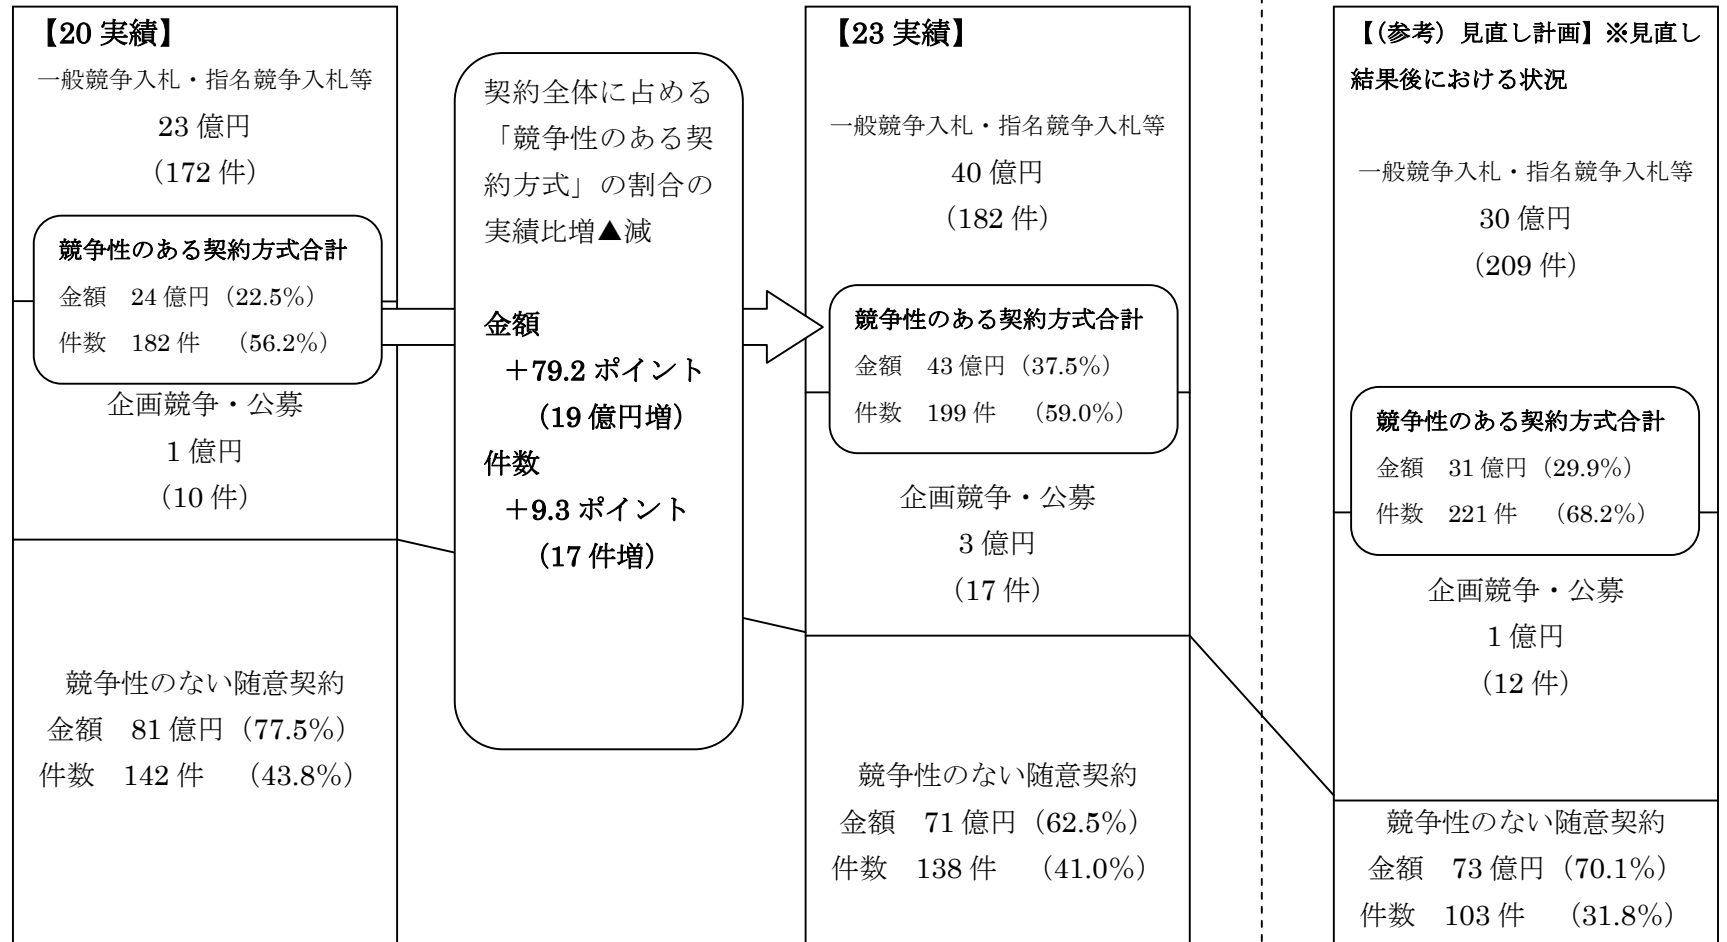 【20 実績】
一般競争入札・指名競争入札等
23 億円
（172 件）
競争性のある契約方式合計
金額　24 億円（22.5%）
件数　182 件　（56.2%）
企画競争・公募
1 億円
（10 件）
競争性のない随意契約
金額　81 億円（77.5%）
件数　142 件　（43.8%）
契約全体に占める
「競争性のある契
約方式」の割合の
実績比増▲減
金額
＋79.2 ポイント
（19 億円増）
件数
＋9.3 ポイント
（17 件増）
【23 実績】
一般競争入札・指名競争入札等
40 億円
（182 件）
競争性のある契約方式合計
金額　43 億円（37.5%）
件数　199 件　（59.0%）
企画競争・公募
3 億円
（17 件）
競争性のない随意契約
金額　71 億円（62.5%）
件数　138 件　（41.0%）
【(参考）見直し計画】※見直し
結果後における状況
一般競争入札・指名競争入札等
30 億円
（209 件）
競争性のある契約方式合計
金額　31 億円（29.9%）
件数　221 件　（68.2%）
企画競争・公募
1 億円
（12 件）
競争性のない随意契約
金額　73 億円（70.1%）
件数　103 件　（31.8%）